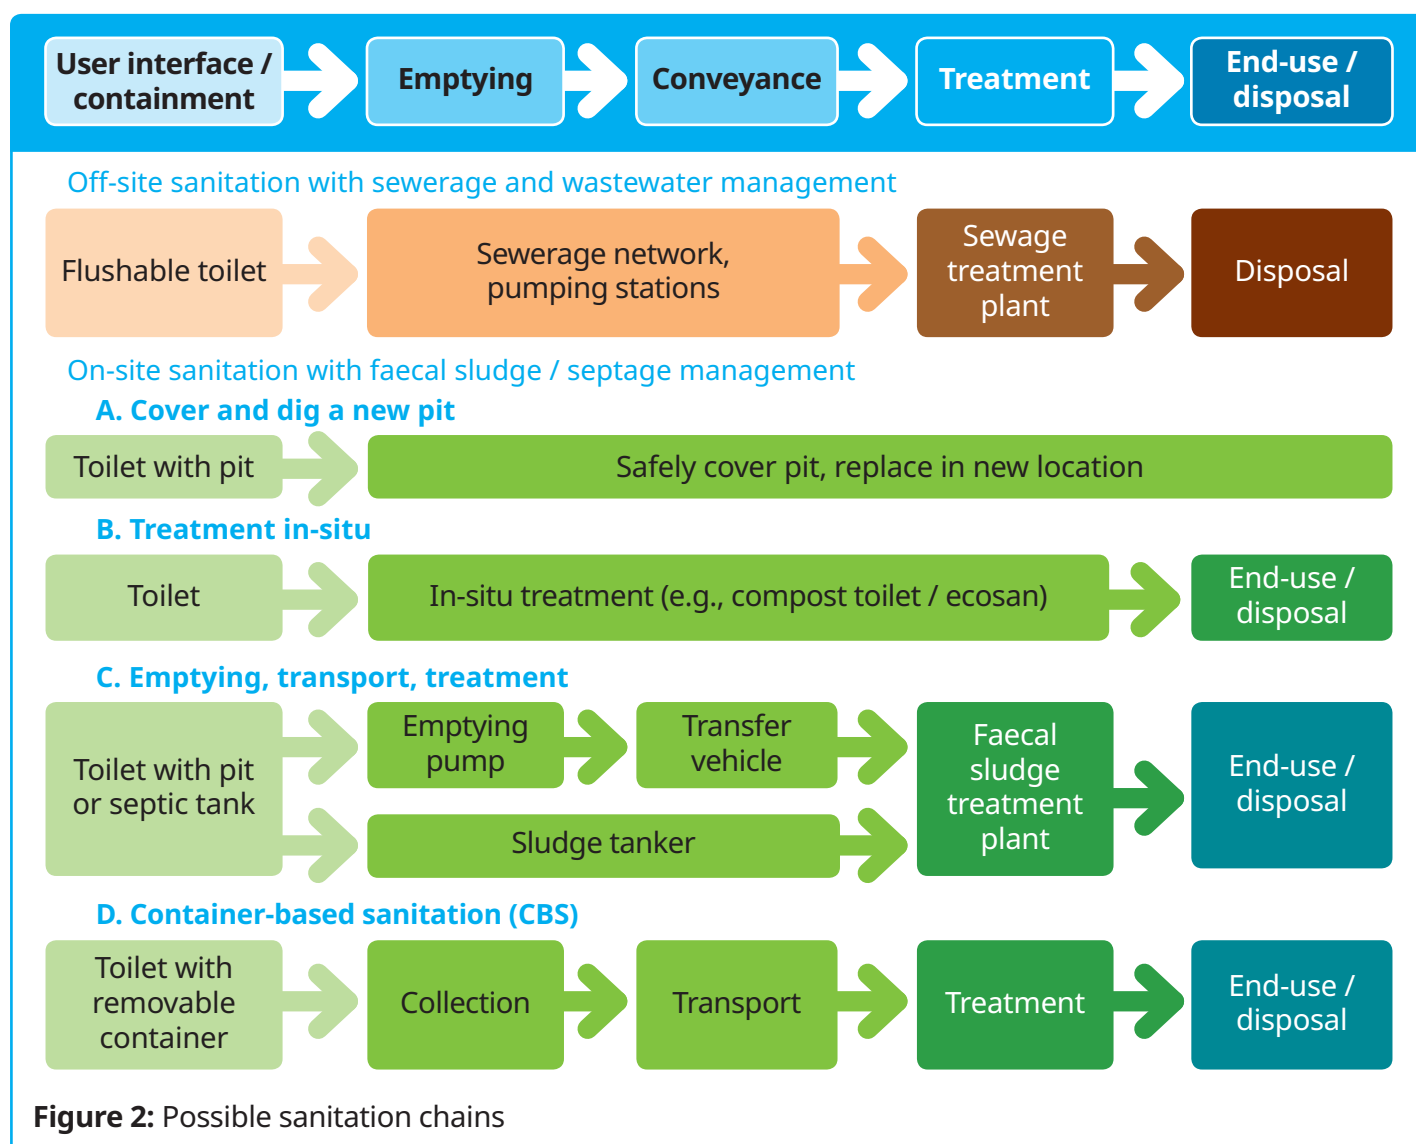 User interface /
containment
Emptying
Conveyance
Treatment
End-use /
disposal
Off-site sanitation with sewerage and wastewater management
Flushable toilet
Sewerage network,
pumping stations
Sewage
treatment
plant
Disposal
On-site sanitation with faecal sludge / septage management
A. Cover and dig a new pit
Toilet with pit
Safely cover pit, replace in new location
B. Treatment in-situ
Toilet
In-situ treatment (e.g., compost toilet / ecosan)
End-use /
disposal
C. Emptying, transport, treatment
Toilet with pit
or septic tank
Emptying
pump
Transfer
vehicle
Sludge tanker
Faecal
sludge
treatment
plant
End-use /
disposal
D. Container-based sanitation (CBS)
Toilet with
removable
container
Collection
Transport
Treatment
End-use /
disposal
Figure 2: Possible sanitation chains